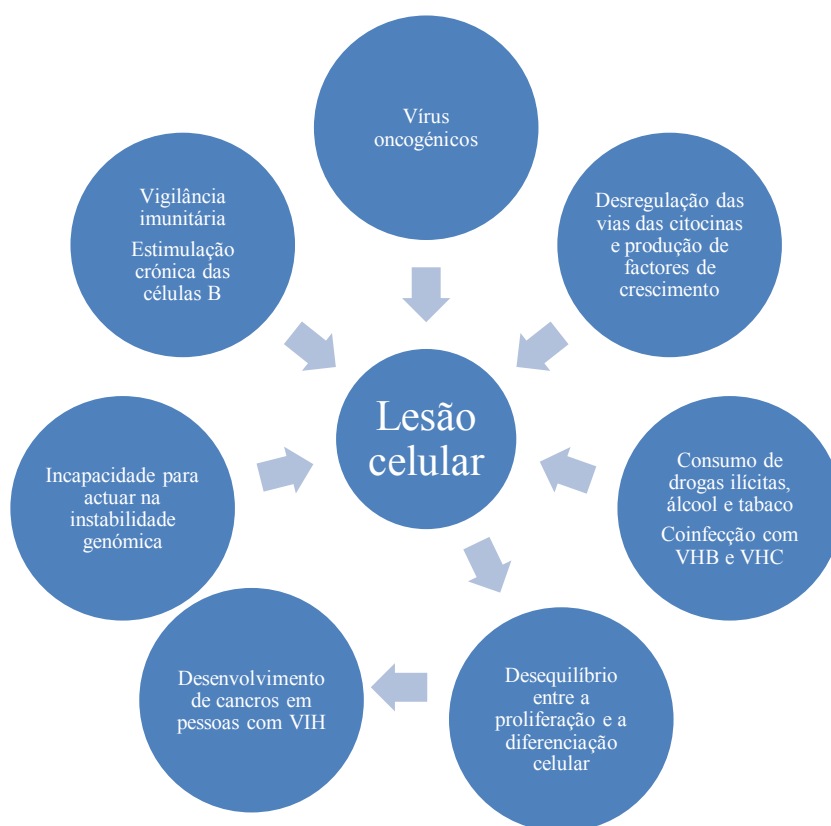 Vírus
oncogénicos
Vigilância
imunitária
Estimulação
crónica das
células B
Desregulação das
vias das citocinas
e produção de
factores de
crescimento
Lesão
celular
Incapacidade para
actuar na
instabilidade
genómica
Consumo de
drogas ilícitas,
álcool e tabaco
Coinfecção com
VHB e VHC
Desenvolvimento
de cancros em
pessoas com VIH
Desequilíbrio
entre a
proliferação e a
diferenciação
celular